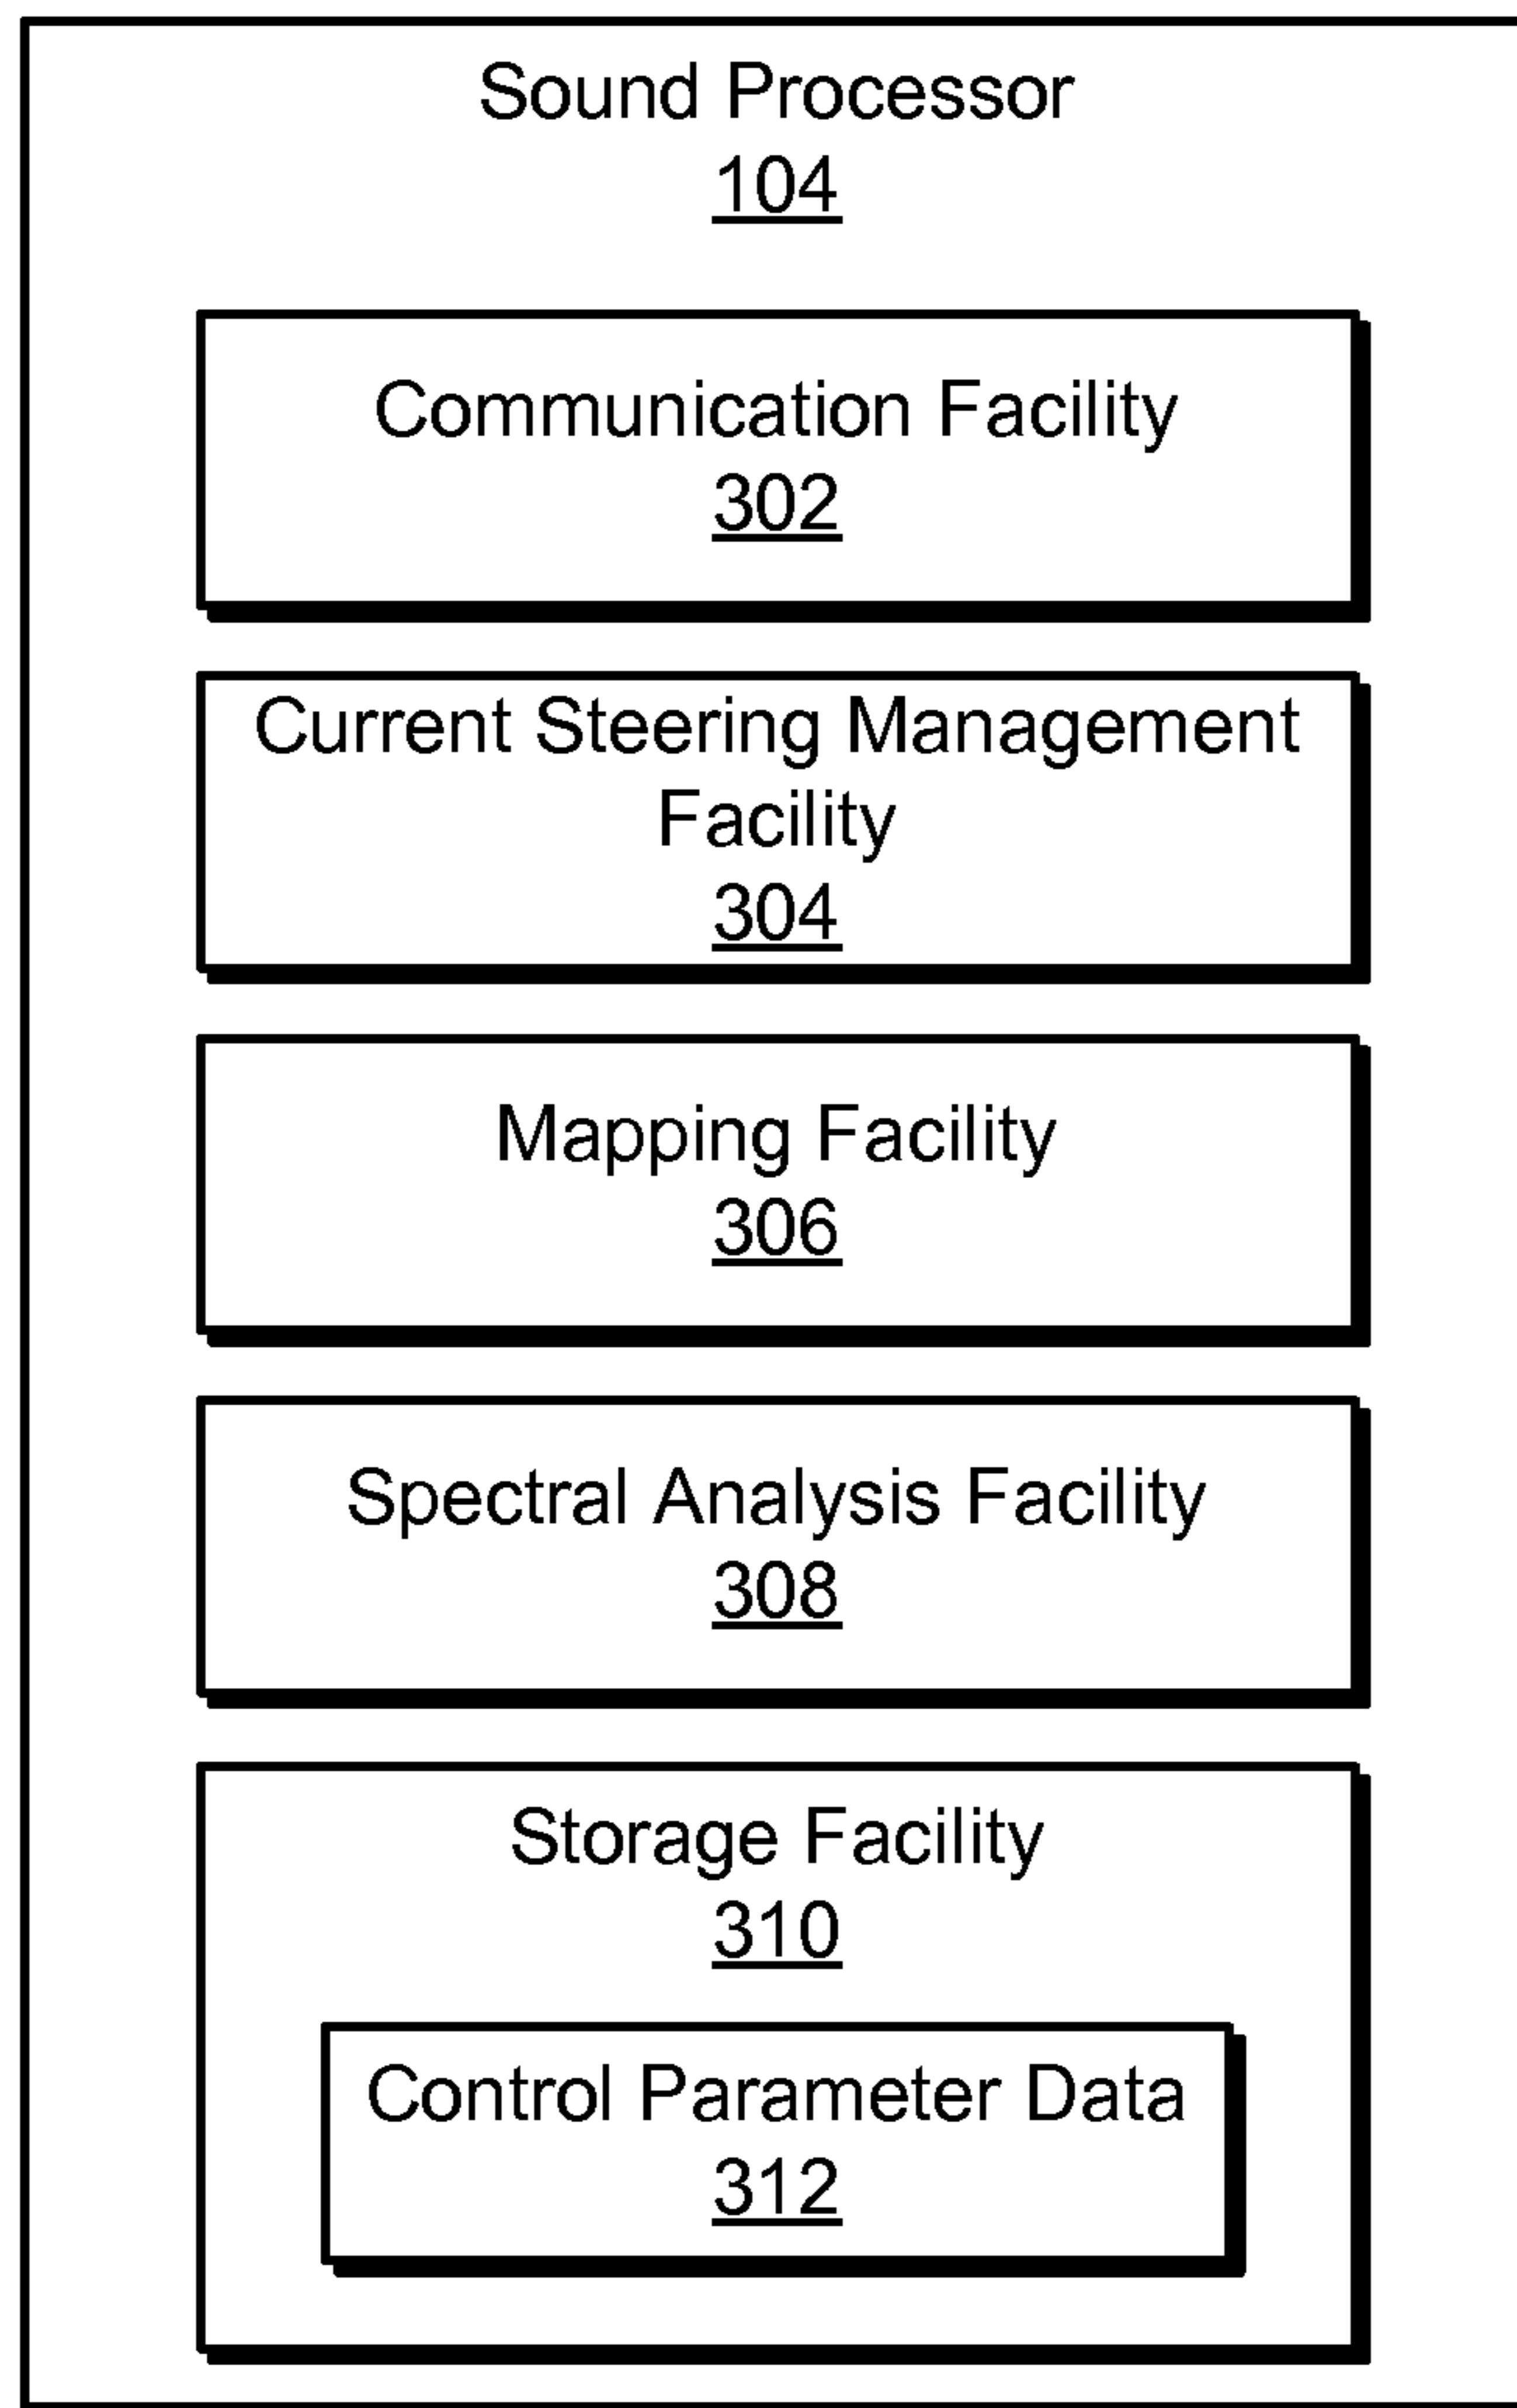 Sound Processor
104
Communication Facility
302
Current Steering Management
Facility
304
Mapping Facility
306
Spectral Analysis Facility
308
Storage Facility
310
Control Parameter Data
312